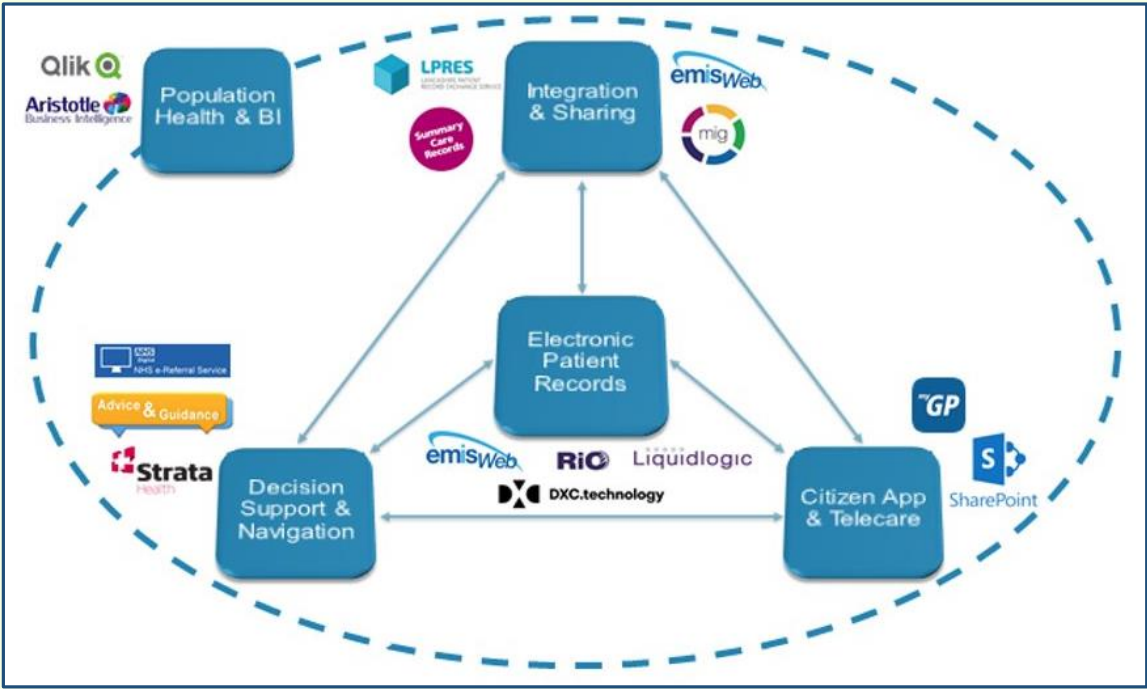 Qlik
Aristotle
Business Intelligence
Population
Health & BI
LPRES
LANCASHIRE PATIENT
RECORD EXCHANGE SERVICE
Summary
Care
Records
Integration
& Sharing
emisWeb
mig
Electronic
Patient
Records
NHS
Digital
NHS e-Referral Service
Advice & Guidance
Strata
Health
Decision
Support &
Navigation
emisWeb
RiO
Liquidlogic
DXC.technology
myGP
S
SharePoint
Citizen App
& Telecare